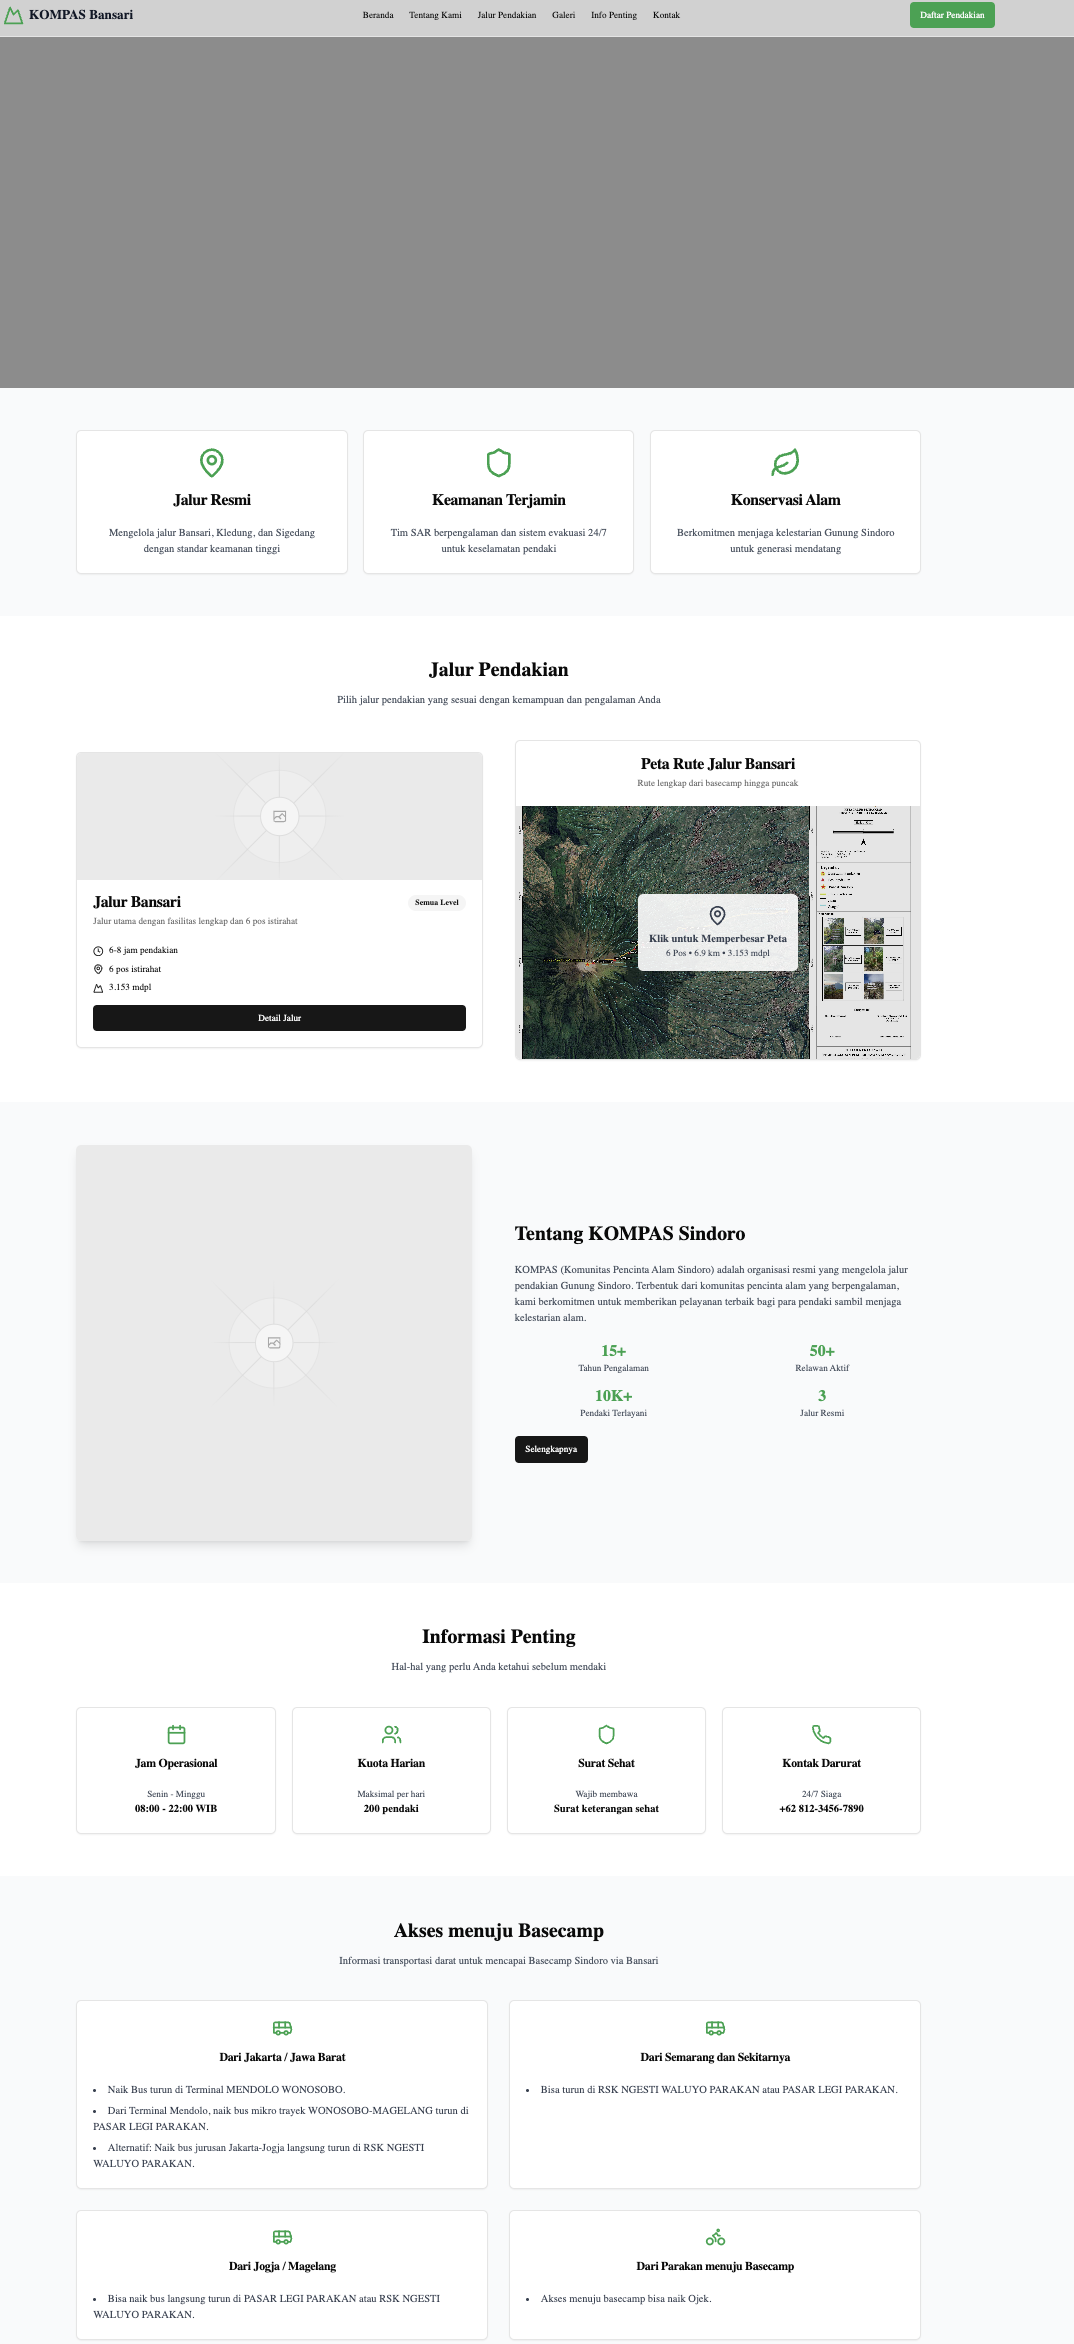 KOMPAS Bansari
Beranda
Tentang Kami
Jalur Pendakian
Galeri
Info Penting
Kontak
Daftar Pendakian
Jalur Resmi
Mengelola jalur Bansari, Kledung, dan Sigedang
dengan standar keamanan tinggi
Keamanan Terjamin
Tim SAR berpengalaman dan sistem evakuasi 24/7
untuk keselamatan pendaki
Konservasi Alam
Berkomitmen menjaga kelestarian Gunung Sindoro
untuk generasi mendatang
Jalur Pendakian
Pilih jalur pendakian yang sesuai dengan kemampuan dan pengalaman Anda
Jalur Bansari
Semua Level
Jalur utama dengan fasilitas lengkap dan 6 pos istirahat
6-8 jam pendakian
6 pos istirahat
3.153 mdpl
Detail Jalur
Peta Rute Jalur Bansari
Rute lengkap dari basecamp hingga puncak
Klik untuk Memperbesar Peta
6 Pos • 6.9 km • 3.153 mdpl
Tentang KOMPAS Sindoro
KOMPAS (Komunitas Pencinta Alam Sindoro) adalah organisasi resmi yang mengelola jalur
pendakian Gunung Sindoro. Terbentuk dari komunitas pencinta alam yang berpengalaman,
kami berkomitmen untuk memberikan pelayanan terbaik bagi para pendaki sambil menjaga
kelestarian alam.
15+
Tahun Pengalaman
50+
Relawan Aktif
10K+
Pendaki Terlayani
3
Jalur Resmi
Selengkapnya
Informasi Penting
Hal-hal yang perlu Anda ketahui sebelum mendaki
Jam Operasional
Senin - Minggu
08:00 - 22:00 WIB
Kuota Harian
Maksimal per hari
200 pendaki
Surat Sehat
Wajib membawa
Surat keterangan sehat
Kontak Darurat
24/7 Siaga
+62 812-3456-7890
Akses menuju Basecamp
Informasi transportasi darat untuk mencapai Basecamp Sindoro via Bansari
Dari Jakarta / Jawa Barat
• Naik Bus turun di Terminal MENDOLO WONOSOBO.
• Dari Terminal Mendolo, naik bus mikro trayek WONOSOBO-MAGELANG turun di
PASAR LEGI PARAKAN.
• Alternatif: Naik bus jurusan Jakarta-Jogja langsung turun di RSK NGESTI
WALUYO PARAKAN.
Dari Semarang dan Sekitarnya
• Bisa turun di RSK NGESTI WALUYO PARAKAN atau PASAR LEGI PARAKAN.
Dari Jogja / Magelang
• Bisa naik bus langsung turun di PASAR LEGI PARAKAN atau RSK NGESTI
WALUYO PARAKAN.
Dari Parakan menuju Basecamp
• Akses menuju basecamp bisa naik Ojek.